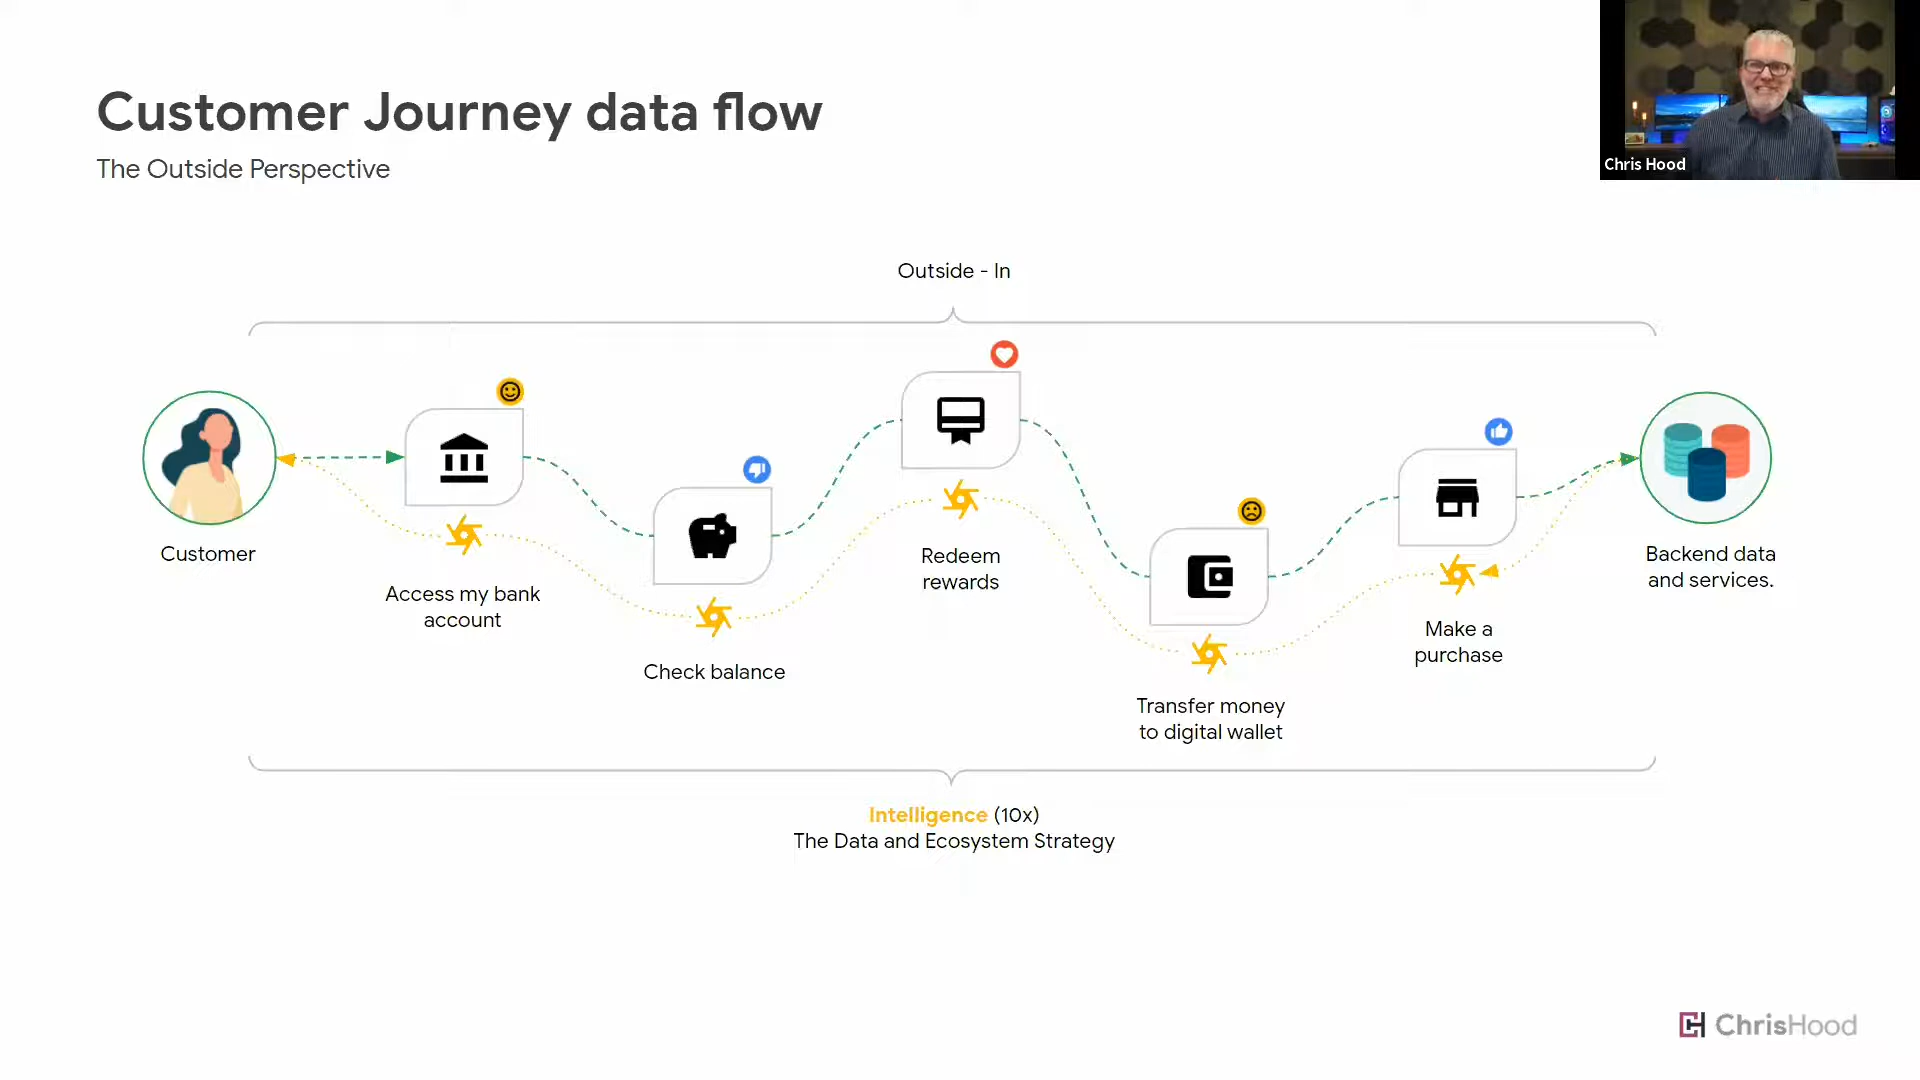 Customer Journey data flow
The Outside Perspective
Chris Hood
Outside - In
Customer
Access my bank
account
Check balance
Redeem
rewards
Transfer money
to digital wallet
Make a
purchase
Backend data
and services.
Intelligence (10x)
The Data and Ecosystem Strategy
ChrisHood